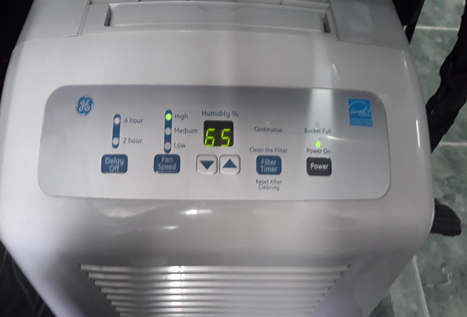 GE
4 hour
2 hour
Delay
Off
High
Medium
Low
Fan
Speed
Humidity %
65
Continuous
Clean the Filter
Filter
Timer
Reset After
Cleaning
Bucket Full
Power On
Power